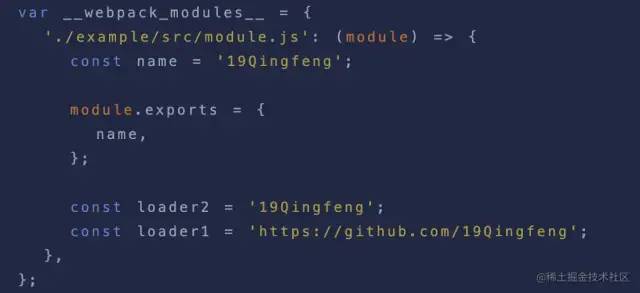 var __webpack_modules__ = {
'./example/src/module.js': (module) => {
const name = '19Qingfeng';
module.exports = {
name,
};
const loader2 = '19Qingfeng';
const loader1 = 'https://github.com/19Qingfeng';
},
};
@稀土掘金技术社区